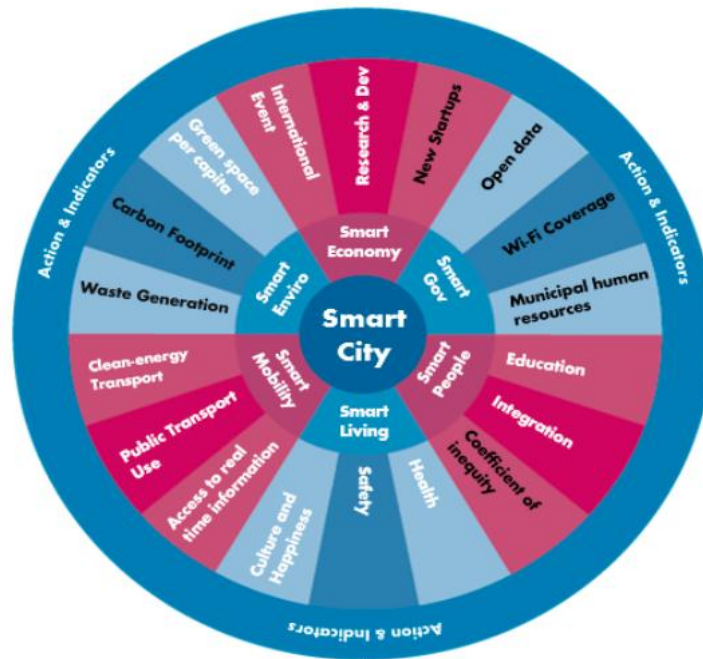 Action & Indicators
Action & Indicators
Action & Indicators
Smart
City
Smart
Economy
International
Event
Research & Dev
New Startups
Smart
Gov
Open data
Wi-Fi Coverage
Municipal human
resources
Smart
People
Education
Integration
Coefficient of
inequity
Smart
Living
Health
Safety
Culture and
Happiness
Smart
Mobility
Access to real
time information
Public Transport
Use
Clean-energy
Transport
Smart
Enviro
Waste Generation
Carbon Footprint
Green space
per capita